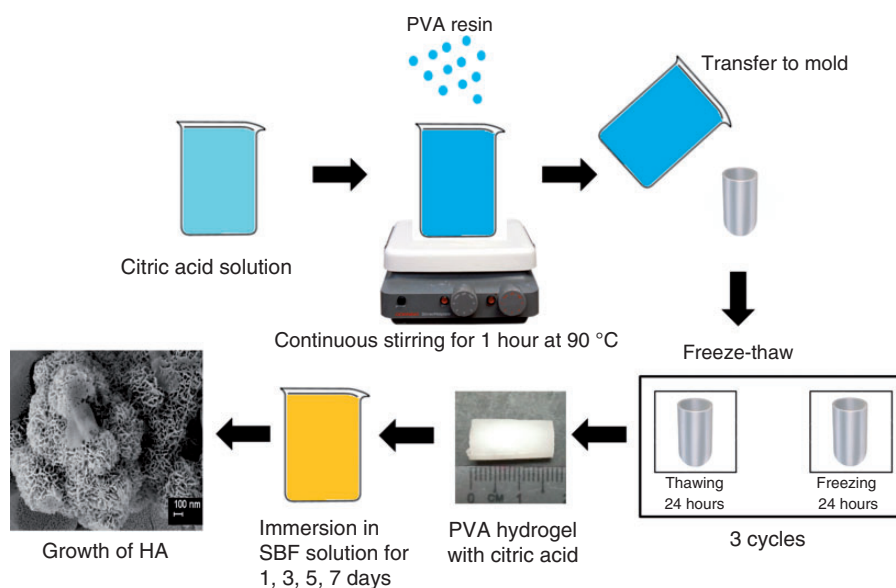 PVA resin
Transfer to mold
Citric acid solution
Continuous stirring for 1 hour at 90 °C
Freeze-thaw
Thawing
24 hours
Freezing
24 hours
3 cycles
0 CM 1
PVA hydrogel
with citric acid
Immersion in
SBF solution for
1, 3, 5, 7 days
100 nm
Growth of HA